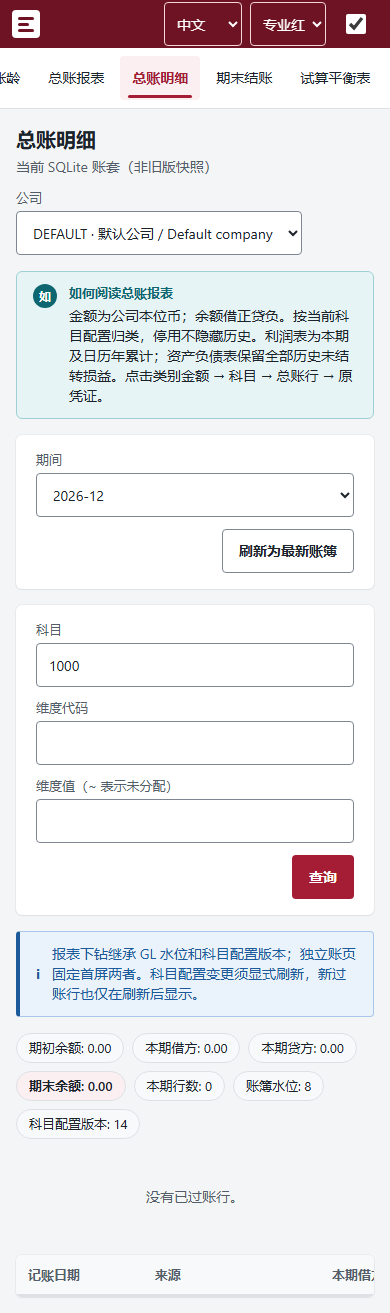 中文
专业红
账龄
总账报表
总账明细
期末结账
试算平衡表
总账明细
当前 SQLite 账套（非旧版快照）
公司
DEFAULT · 默认公司 / Default company
如
如何阅读总账报表
金额为公司本位币；余额借正贷负。按当前科
目配置归类，停用不隐藏历史。利润表为本期
及日历年累计；资产负债表保留全部历史未结
转损益。点击类别金额 → 科目 → 总账行 → 原
凭证。
期间
2026-12
刷新为最新账簿
科目
1000
维度代码
维度值（~ 表示未分配）
查询
i
报表下钻继承 GL 水位和科目配置版本；独立账页
固定首屏两者。科目配置变更须显式刷新，新过
账行也仅在刷新后显示。
期初余额: 0.00
本期借方: 0.00
本期贷方: 0.00
期末余额: 0.00
本期行数: 0
账簿水位: 8
科目配置版本: 14
没有已过账行。
记账日期
来源
本期借方